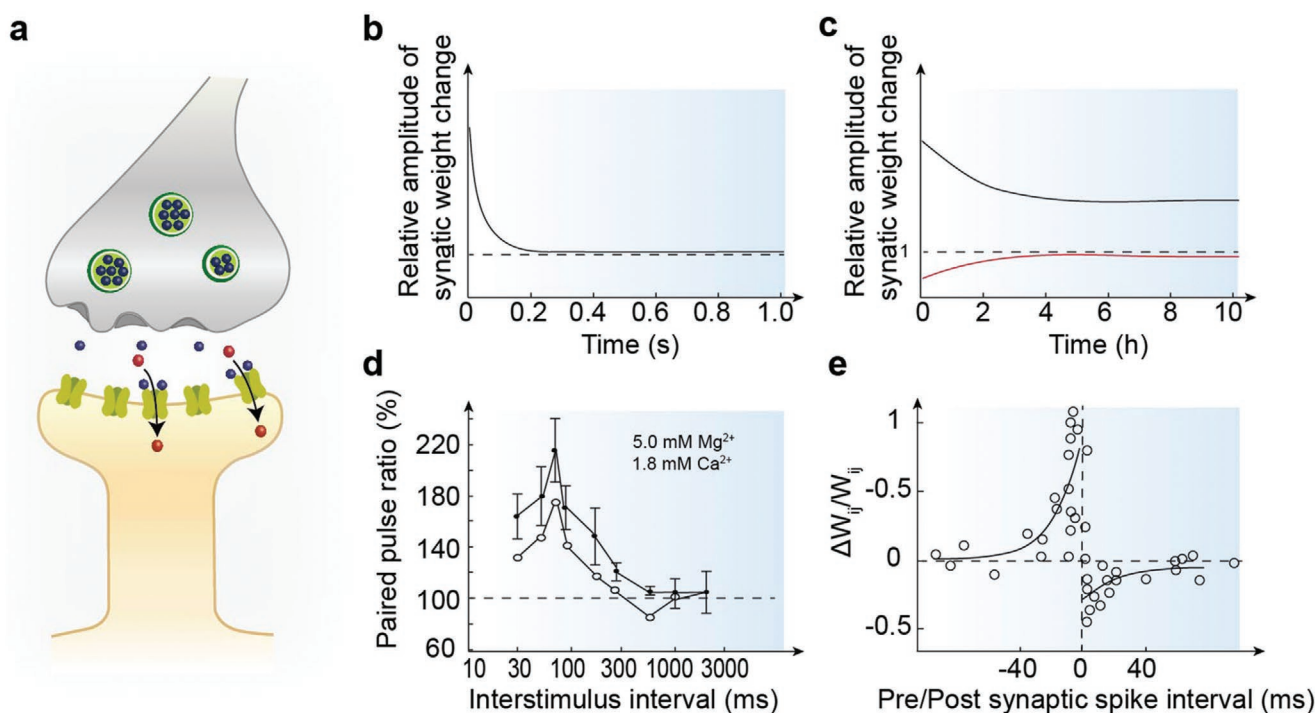 a
b
Relative amplitude of
synatic weight change
1
0 0.2 0.4 0.6 0.8 1.0
Time (s)
c
Relative amplitude of
synatic weight change
1
0 2 4 6 8 10
Time (h)
d
Paired pulse ratio (%)
220
180
140
100
60
5.0 mM Mg²⁺
1.8 mM Ca²⁺
10 30 100 300 1000 3000
Interstimulus interval (ms)
e
ΔWij/Wij
1
-0.5
0
-0.5
-40 0 40
Pre/Post synaptic spike interval (ms)